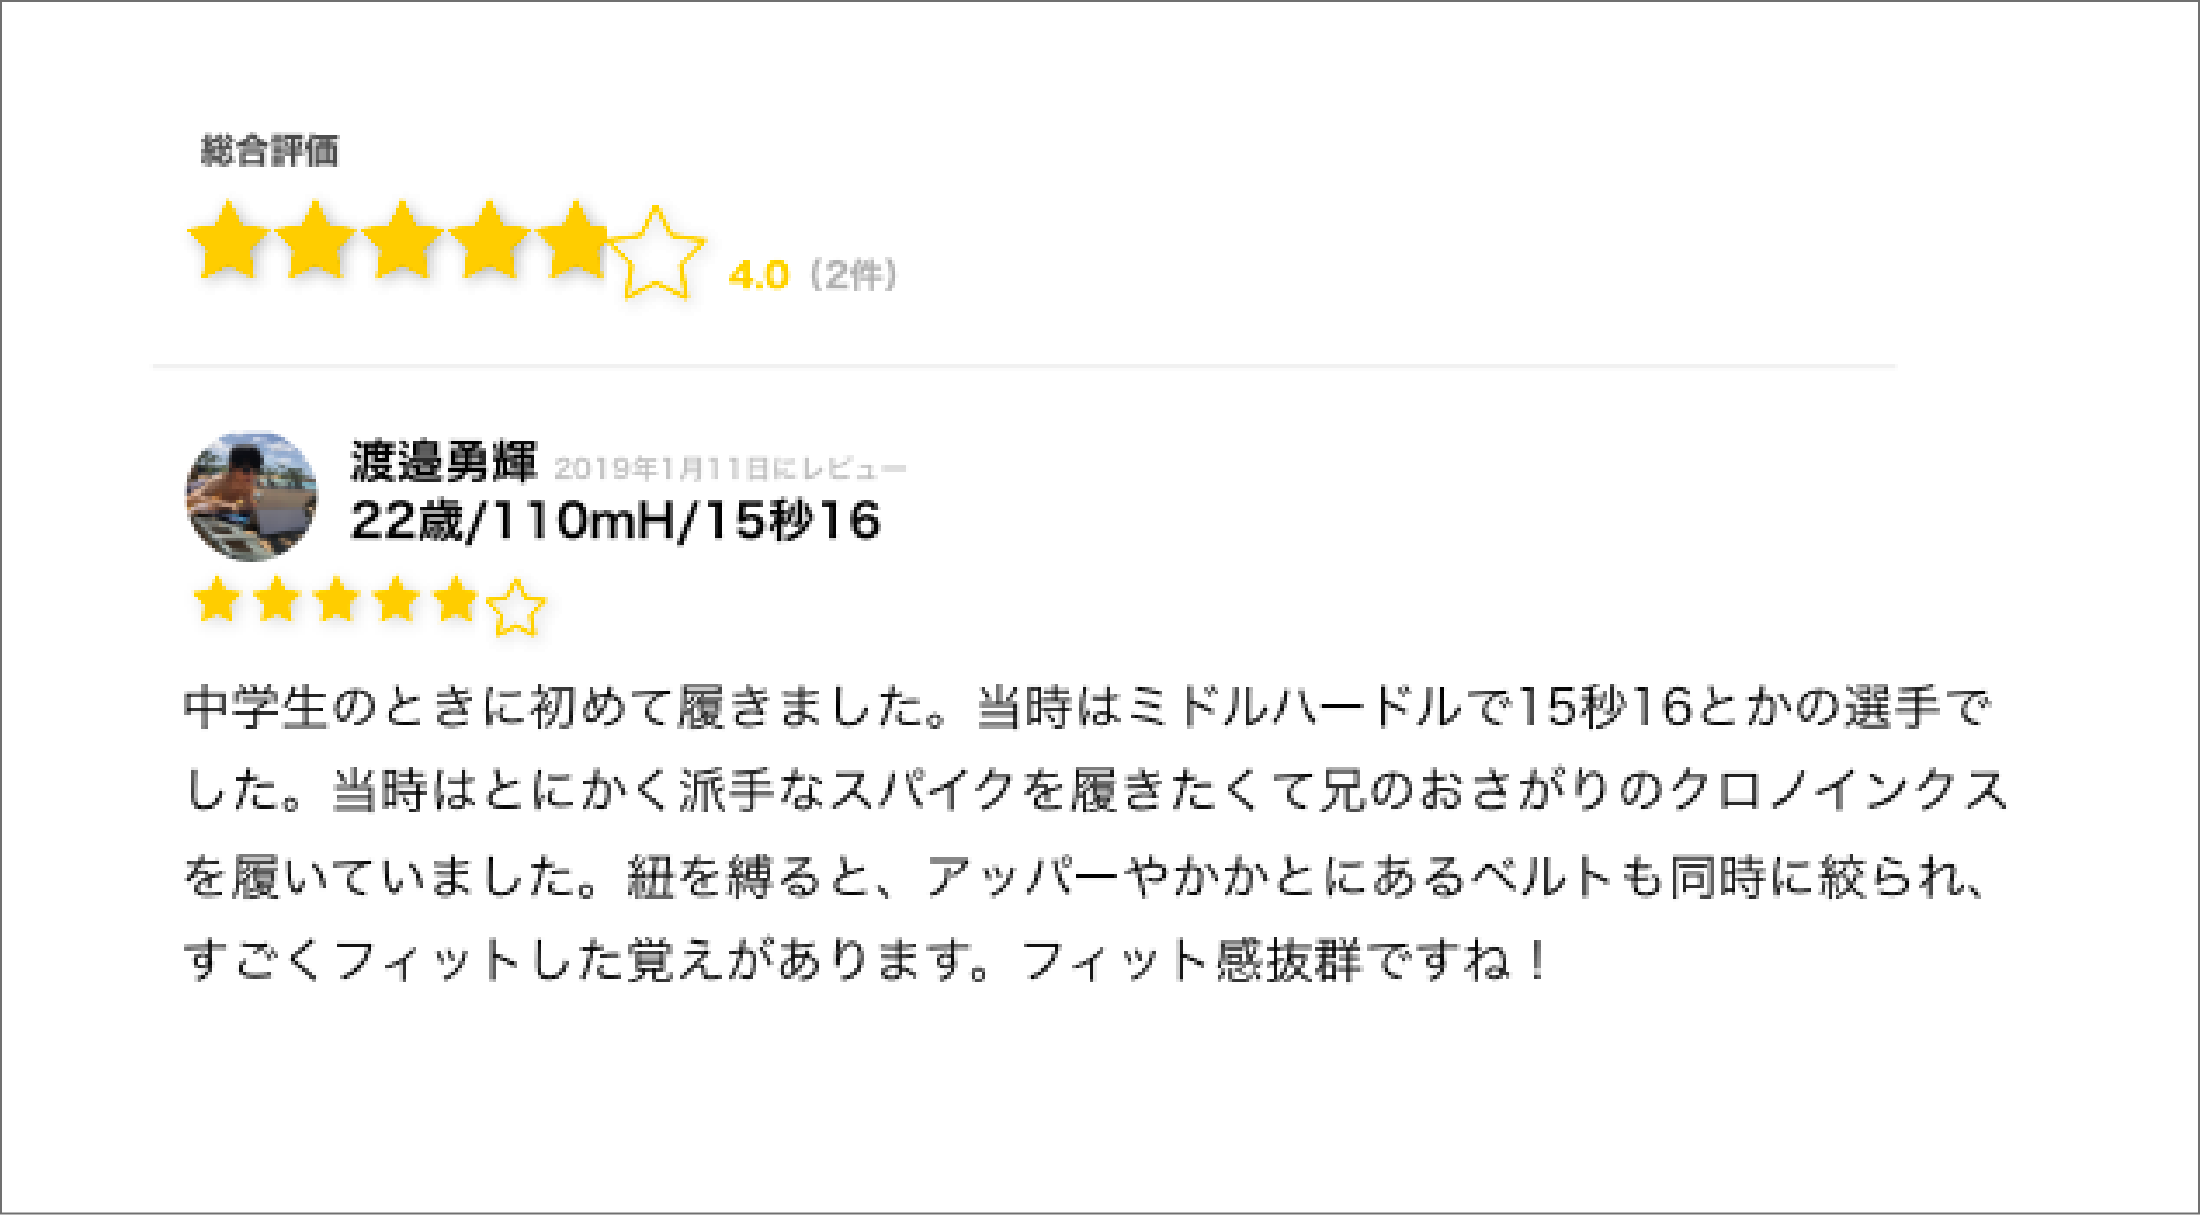 総合評価
4.0 (2件)
渡邉勇輝 2019年1月11日にレビュー
22歳/110mH/15秒16
中学生のときに初めて履きました。当時はミドルハードルで15秒16とかの選手で
した。当時はとにかく派手なスパイクを履きたくて兄のおさがりのクロノインクス
を履いていました。紐を縛ると、アッパーやかかとにあるベルトも同時に絞られ、
すごくフィットした覚えがあります。フィット感抜群ですね！